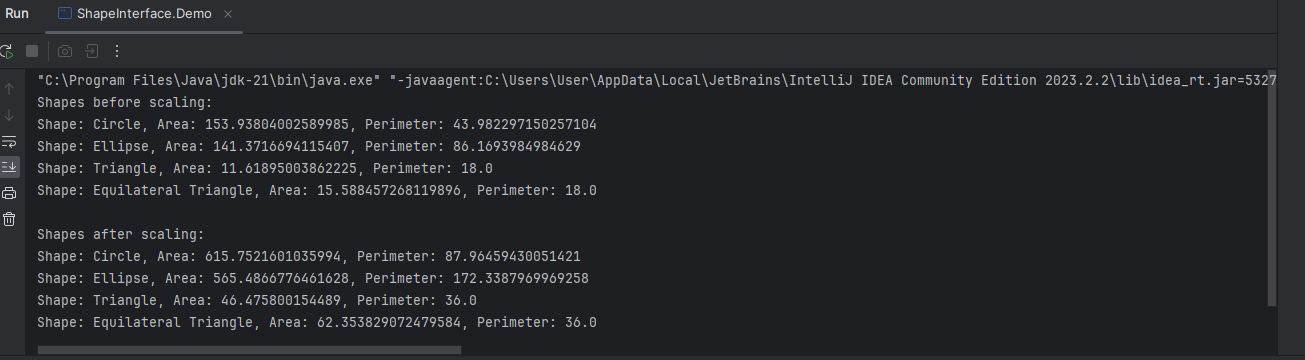 Run ShapeInterface.Demo
"C:\Program Files\Java\jdk-21\bin\java.exe" "-javaagent:C:\Users\User\AppData\Local\JetBrains\IntelliJ IDEA Community Edition 2023.2.2\lib\idea_rt.jar=5327
Shapes before scaling:
Shape: Circle, Area: 153.93804002589985, Perimeter: 43.982297150257104
Shape: Ellipse, Area: 141.3716694115407, Perimeter: 86.1693984984629
Shape: Triangle, Area: 11.61895003862225, Perimeter: 18.0
Shape: Equilateral Triangle, Area: 15.588457268119896, Perimeter: 18.0
Shapes after scaling:
Shape: Circle, Area: 615.7521601035994, Perimeter: 87.96459430051421
Shape: Ellipse, Area: 565.4866776461628, Perimeter: 172.3387969969258
Shape: Triangle, Area: 46.475800154489, Perimeter: 36.0
Shape: Equilateral Triangle, Area: 62.353829072479584, Perimeter: 36.0